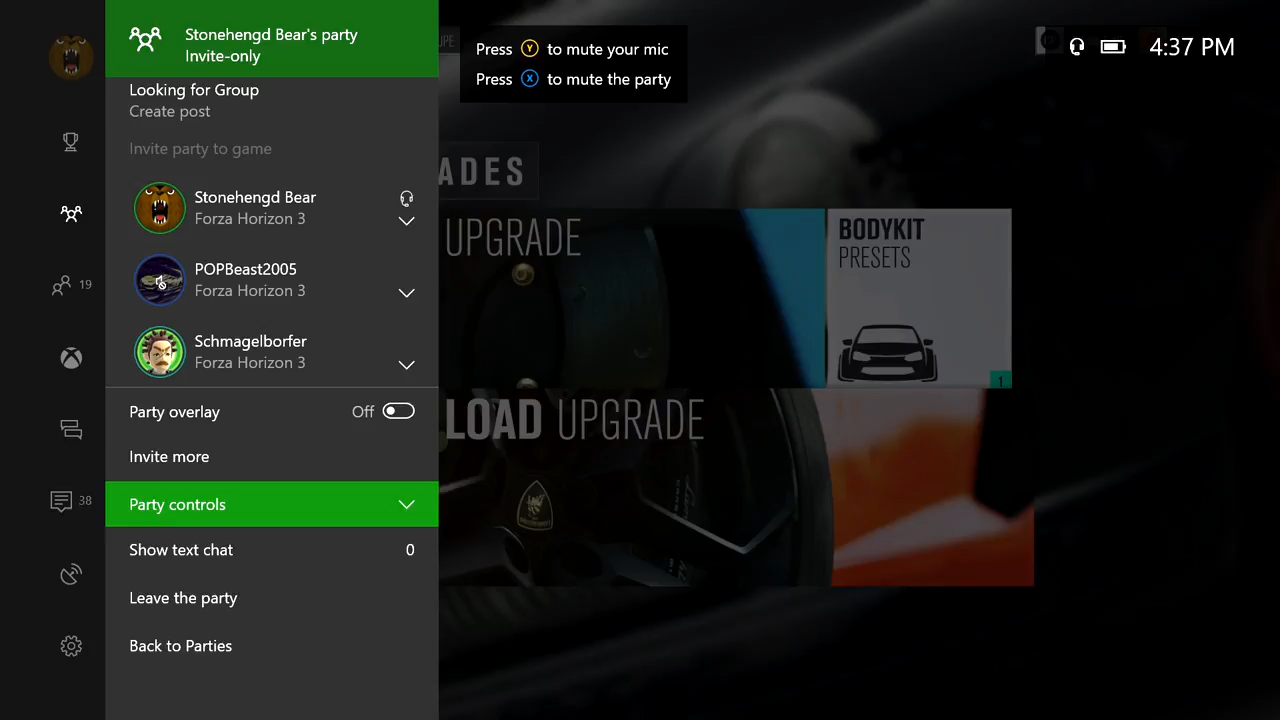 Stonehengd Bear's party
Invite-only
Looking for Group
Create post
Invite party to game
Stonehengd Bear
Forza Horizon 3
POPBeast2005
Forza Horizon 3
Schmagelborfer
Forza Horizon 3
Party overlay Off
Invite more
Party controls
Show text chat 0
Leave the party
Back to Parties
19
38
UPE
Press Y to mute your mic
Press X to mute the party
4:37 PM
ADES
UPGRADE
BODYKIT
PRESETS
1
LOAD UPGRADE